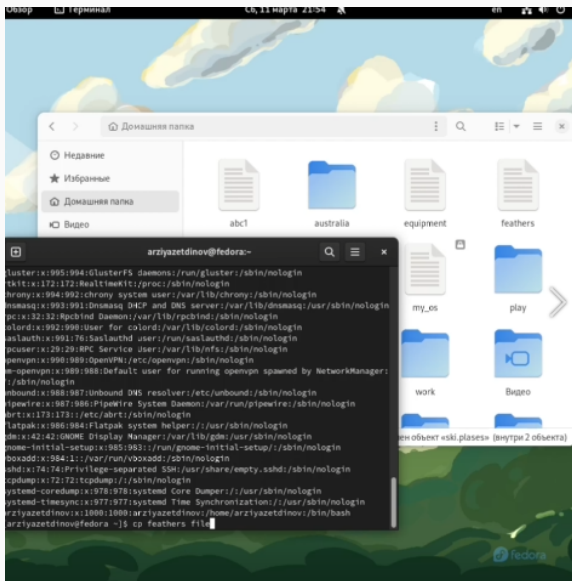 Обзор Терминал Сб, 11 марта 21:54 en
Домашняя папка
Недавние
Избранные
Домашняя папка
Видео
abc1 australia equipment feathers
my_os play
work Видео
ен объект «ski.plases» (внутри 2 объекта)
arziyazetdinov@fedora:~
gluster:x:995:994:GlusterFS daemons:/run/gluster:/sbin/nologin
rtkit:x:172:172:RealtimeKit:/proc:/sbin/nologin
chrony:x:994:992:chrony system user:/var/lib/chrony:/sbin/nologin
dnsmasq:x:993:991:Dnsmasq DHCP and DNS server:/var/lib/dnsmasq:/usr/sbin/nologin
rpc:x:32:32:Rpcbind Daemon:/var/lib/rpcbind:/sbin/nologin
colord:x:992:990:User for colord:/var/lib/colord:/sbin/nologin
saslauth:x:991:76:Saslauthd user:/run/saslauthd:/sbin/nologin
rpcuser:x:29:29:RPC Service User:/var/lib/nfs:/sbin/nologin
openvpn:x:990:989:OpenVPN:/etc/openvpn:/sbin/nologin
nm-openvpn:x:989:988:Default user for running openvpn spawned by NetworkManager:
/:/sbin/nologin
unbound:x:988:987:Unbound DNS resolver:/etc/unbound:/sbin/nologin
pipewire:x:987:986:PipeWire System Daemon:/var/run/pipewire:/sbin/nologin
abrt:x:173:173::/etc/abrt:/sbin/nologin
flatpak:x:986:984:Flatpak system helper:/:/usr/sbin/nologin
gdm:x:42:42:GNOME Display Manager:/var/lib/gdm:/usr/sbin/nologin
gnome-initial-setup:x:985:983::/run/gnome-initial-setup/:/sbin/nologin
vboxadd:x:984:1::/var/run/vboxadd:/sbin/nologin
sshd:x:74:74:Privilege-separated SSH:/usr/share/empty.sshd:/sbin/nologin
tcpdump:x:72:72:tcpdump:/:/sbin/nologin
systemd-coredump:x:978:978:systemd Core Dumper:/:/usr/sbin/nologin
systemd-timesync:x:977:977:systemd Time Synchronization:/:/usr/sbin/nologin
arziyazetdinov:x:1000:1000:arziyazetdinov:/home/arziyazetdinov:/bin/bash
[arziyazetdinov@fedora ~]$ cp feathers file
fedora